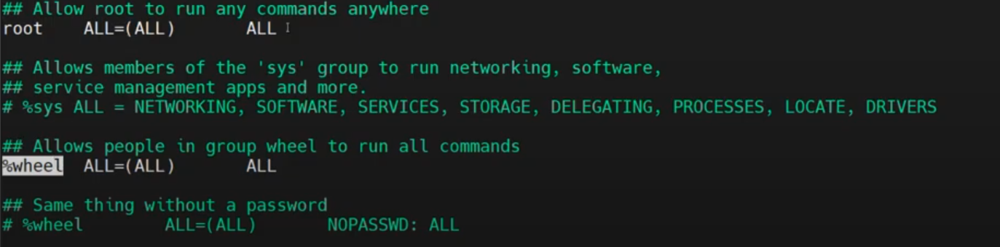 ## Allow root to run any commands anywhere
root    ALL=(ALL)       ALL
## Allows members of the 'sys' group to run networking, software,
## service management apps and more.
# %sys ALL = NETWORKING, SOFTWARE, SERVICES, STORAGE, DELEGATING, PROCESSES, LOCATE, DRIVERS
## Allows people in group wheel to run all commands
%wheel  ALL=(ALL)       ALL
## Same thing without a password
# %wheel        ALL=(ALL)       NOPASSWD: ALL